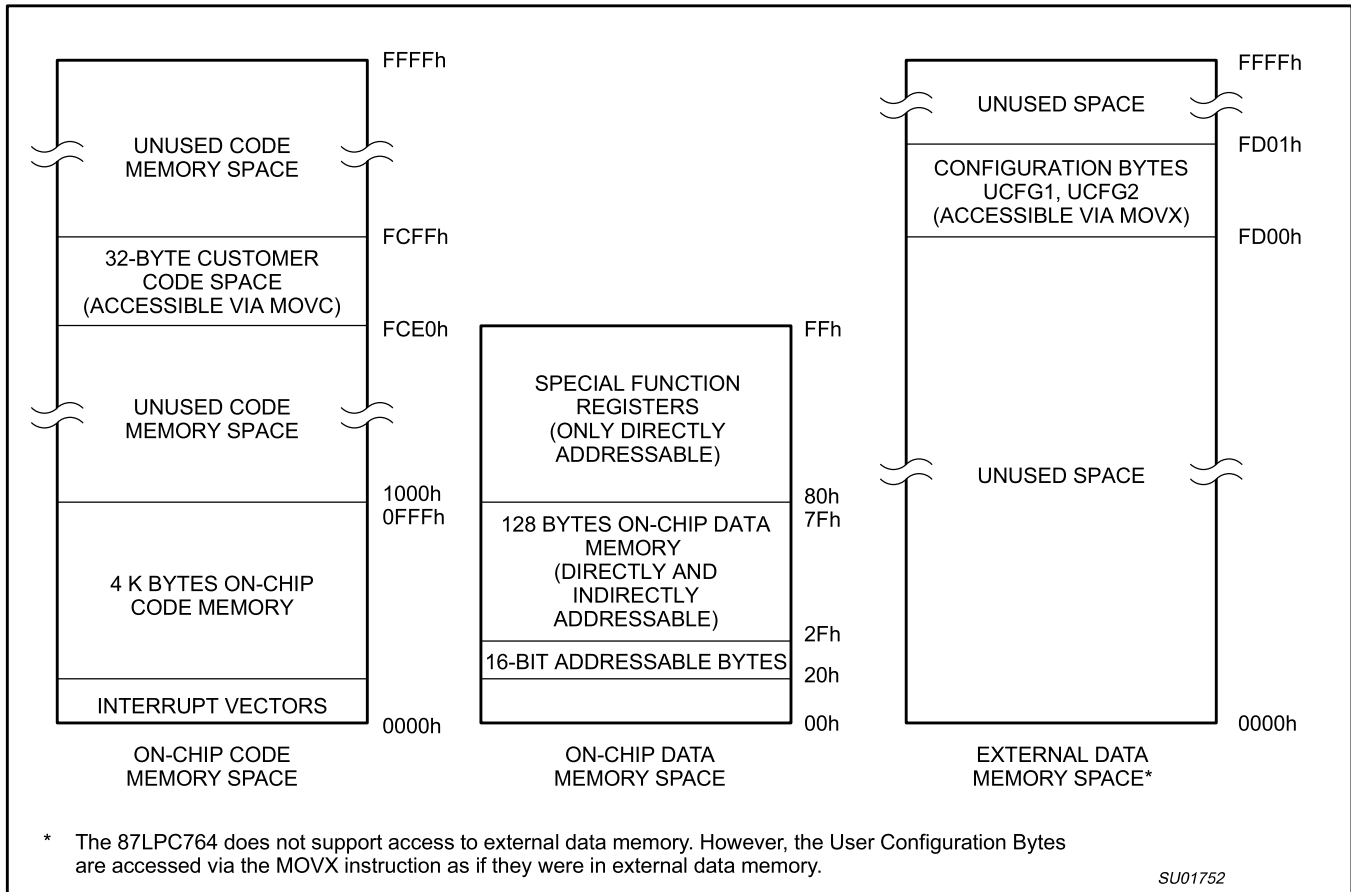 FFFFh
UNUSED CODE
MEMORY SPACE
FCFFh
32-BYTE CUSTOMER
CODE SPACE
(ACCESSIBLE VIA MOVC)
FCE0h
UNUSED CODE
MEMORY SPACE
1000h
0FFFh
4 K BYTES ON-CHIP
CODE MEMORY
INTERRUPT VECTORS
0000h
ON-CHIP CODE
MEMORY SPACE
FFh
SPECIAL FUNCTION
REGISTERS
(ONLY DIRECTLY
ADDRESSABLE)
80h
7Fh
128 BYTES ON-CHIP DATA
MEMORY
(DIRECTLY AND
INDIRECTLY
ADDRESSABLE)
2Fh
16-BIT ADDRESSABLE BYTES
20h
00h
ON-CHIP DATA
MEMORY SPACE
FFFFh
UNUSED SPACE
FD01h
CONFIGURATION BYTES
UCFG1, UCFG2
(ACCESSIBLE VIA MOVX)
FD00h
UNUSED SPACE
0000h
EXTERNAL DATA
MEMORY SPACE*
* The 87LPC764 does not support access to external data memory. However, the User Configuration Bytes
are accessed via the MOVX instruction as if they were in external data memory.
SU01752